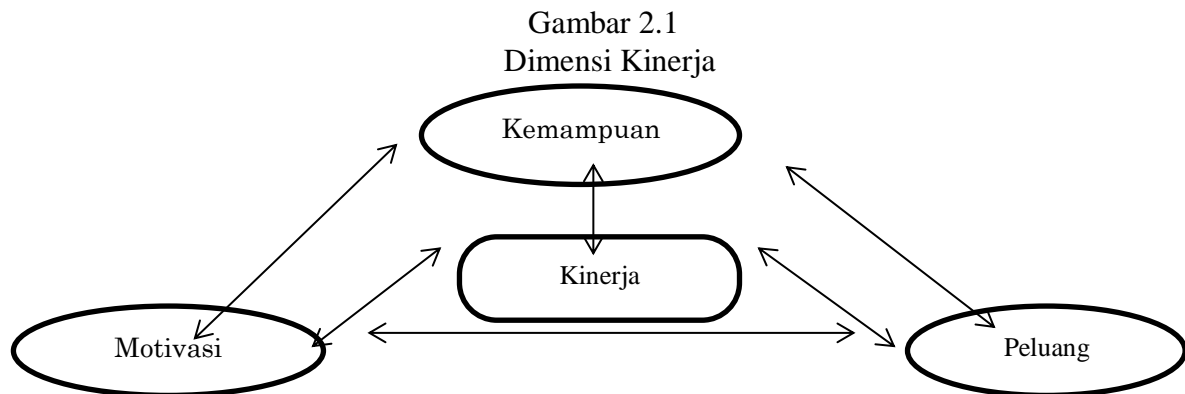 Gambar 2.1
Dimensi Kinerja
Kemampuan
Kinerja
Motivasi
Peluang